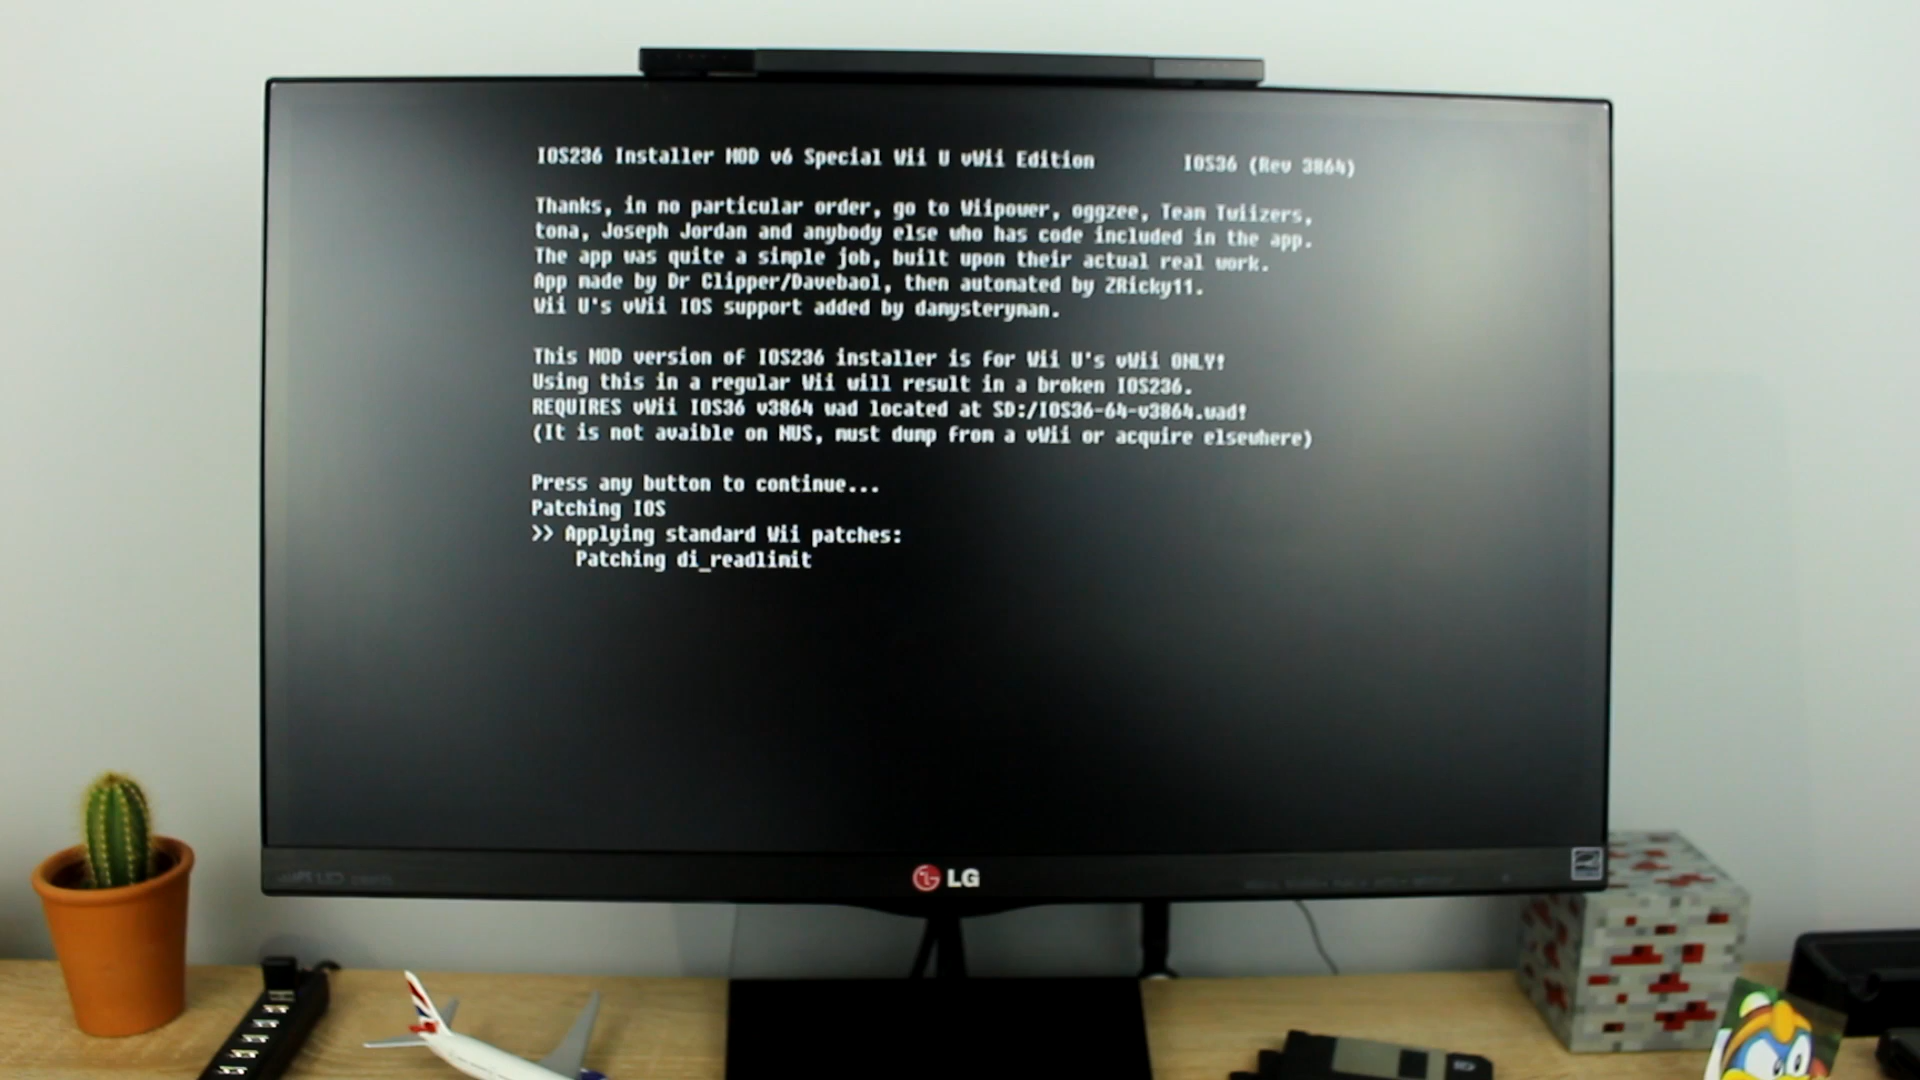 IOS236 Installer MOD v6 Special Wii U vWii Edition IOS36 (Rev 3864)
Thanks, in no particular order, go to Wiipower, oggzee, Team Twiizers,
tona, Joseph Jordan and anybody else who has code included in the app.
The app was quite a simple job, built upon their actual real work.
App made by Dr Clipper/Davebaol, then automated by ZRicky11.
Wii U's vWii IOS support added by damysteryman.
This MOD version of IOS236 installer is for Wii U's vWii ONLY!
Using this in a regular Wii will result in a broken IOS236.
REQUIRES vWii IOS36 v3864 wad located at SD:/IOS36-64-v3864.wad!
(It is not avaible on NUS, must dump from a vWii or acquire elsewhere)
Press any button to continue...
Patching IOS
>> Applying standard Wii patches:
Patching di_readlimit
LG